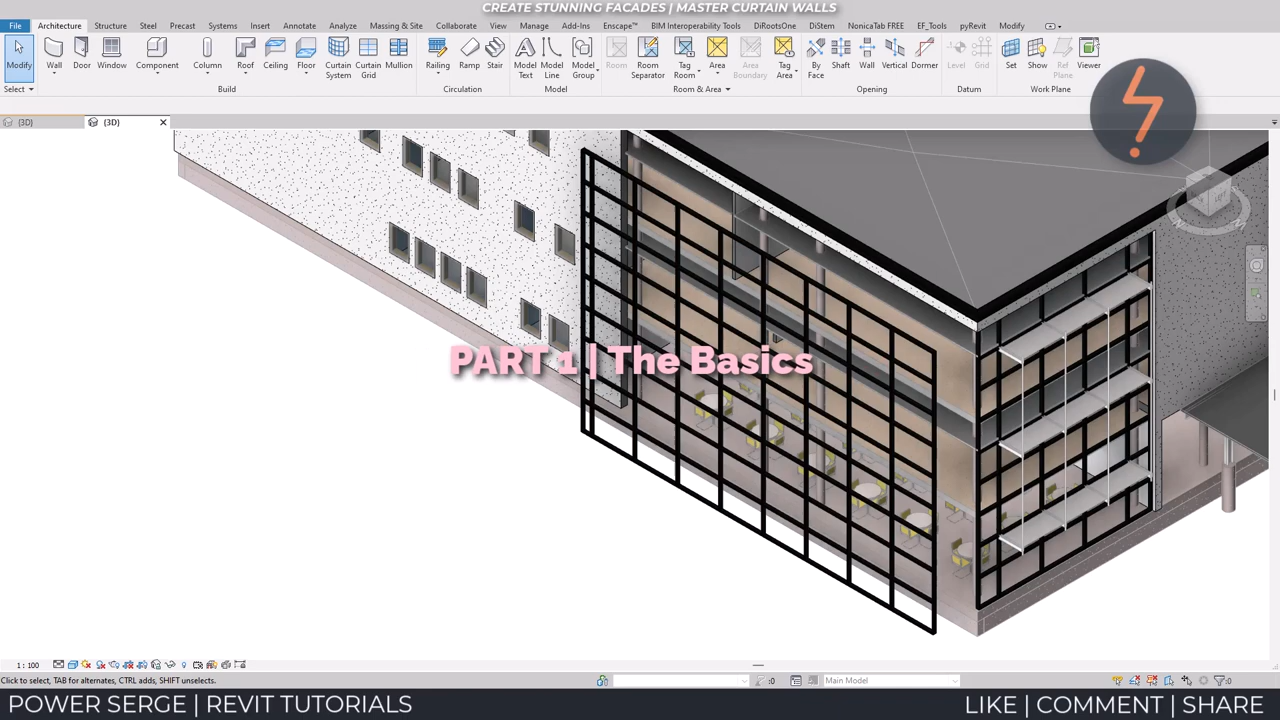 CREATE STUNNING FACADES | MASTER CURTAIN WALLS
File Architecture Structure Steel Precast Systems Insert Annotate Analyze Massing & Site Collaborate View Manage Add-Ins Enscape™ BIM Interoperability Tools DiRootsOne DiStem NonicaTab FREE EF_Tools pyRevit Modify
Modify Wall Door Window Component Column Roof Ceiling Floor Curtain System Curtain Grid Mullion Railing Ramp Stair Model Text Model Line Model Group Room Room Separator Tag Room Area Area Boundary Tag Area By Face Shaft Wall Vertical Dormer Level Grid Set Show Ref Plane Viewer
Select Build Circulation Model Room & Area Opening Datum Work Plane
{3D} {3D}
PART 1 | The Basics
1 : 100
Click to select, TAB for alternates, CTRL adds, SHIFT unselects. :0 Main Model :0
POWER SERGE | REVIT TUTORIALS LIKE | COMMENT | SHARE